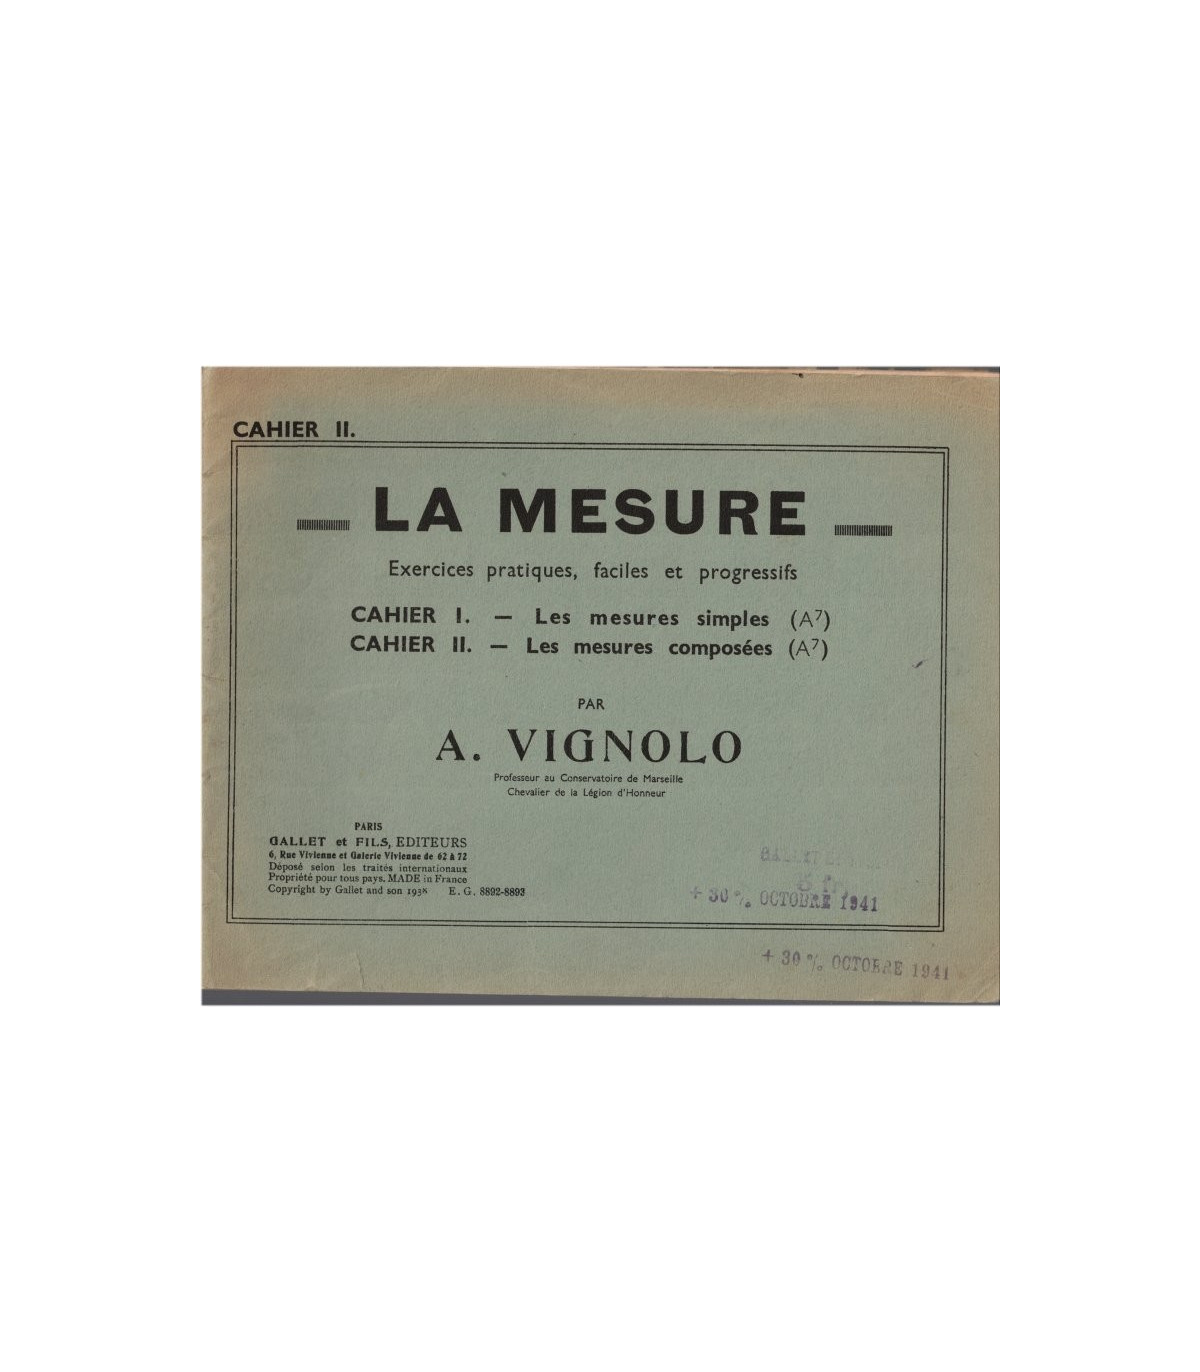 CAHIER II.
LA MESURE
Exercices pratiques, faciles et progressifs
CAHIER I. — Les mesures simples (A7)
CAHIER II. — Les mesures composées (A7)
PAR
A. VIGNOLO
Professeur au Conservatoire de Marseille
Chevalier de la Légion d'Honneur
PARIS
GALLET et FILS, EDITEURS
6, Rue Vivienne et Galerie Vivienne de 62 à 72
Déposé selon les traités internationaux
Propriété pour tous pays. MADE in France
Copyright by Gallet and son 1938 E. G. 8892-8893
+ 30 % OCTOBRE 1941
+ 30 % OCTOBRE 1941